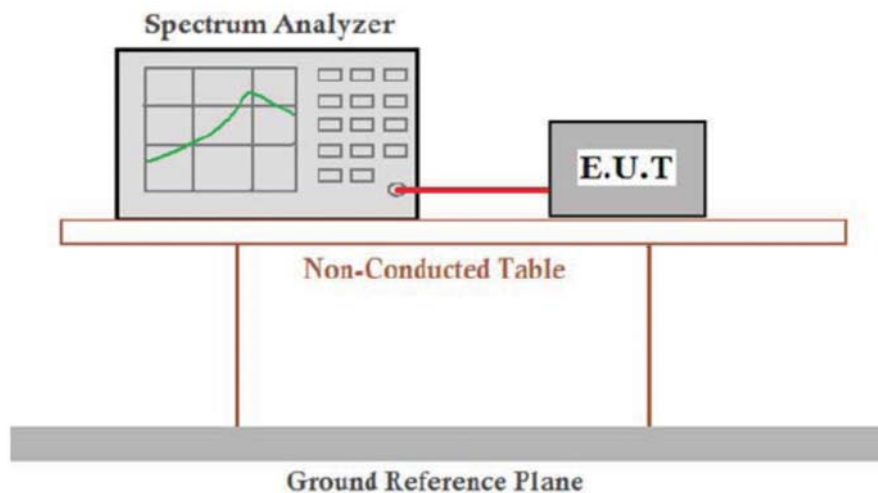 Spectrum Analyzer
E.U.T
Non-Conducted Table
Ground Reference Plane